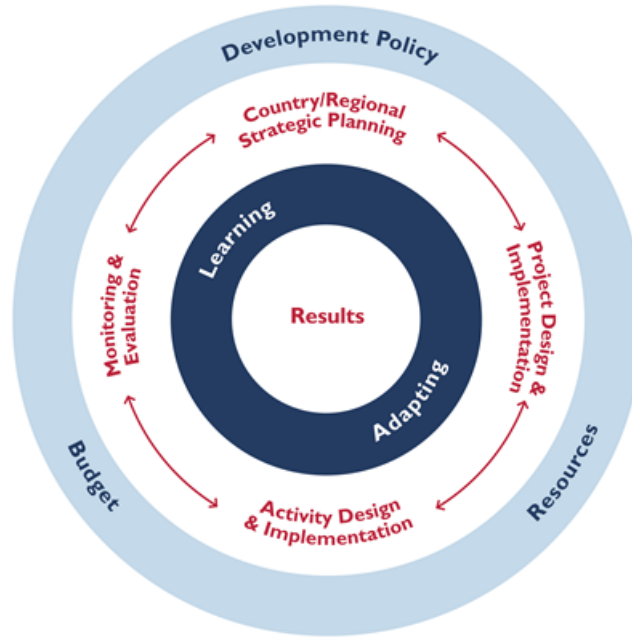 Development Policy
Country/Regional
Strategic Planning
Learning
Monitoring &
Evaluation
Results
Project Design &
Implementation
Adapting
Budget
Resources
Activity Design
& Implementation